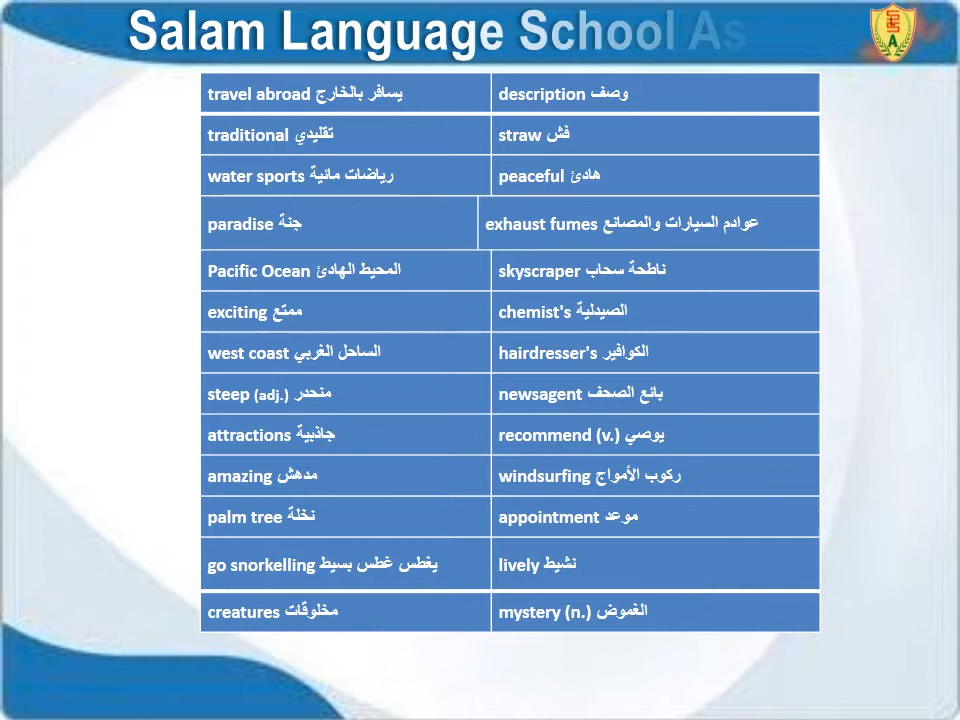 Salam Language School As
travel abroad يسافر بالخارج
description وصف
traditional تقليدي
straw قش
water sports رياضات مائية
peaceful هادئ
paradise جنة
exhaust fumes عوادم السيارات والمصانع
Pacific Ocean المحيط الهادئ
skyscraper ناطحة سحاب
exciting ممتع
chemist's الصيدلية
west coast الساحل الغربي
hairdresser's الكوافير
steep (adj.) منحدر
newsagent بائع الصحف
attractions جاذبية
recommend (v.) يوصي
amazing مدهش
windsurfing ركوب الأمواج
palm tree نخلة
appointment موعد
go snorkelling يغطس غطس بسيط
lively نشيط
creatures مخلوقات
mystery (n.) الغموض